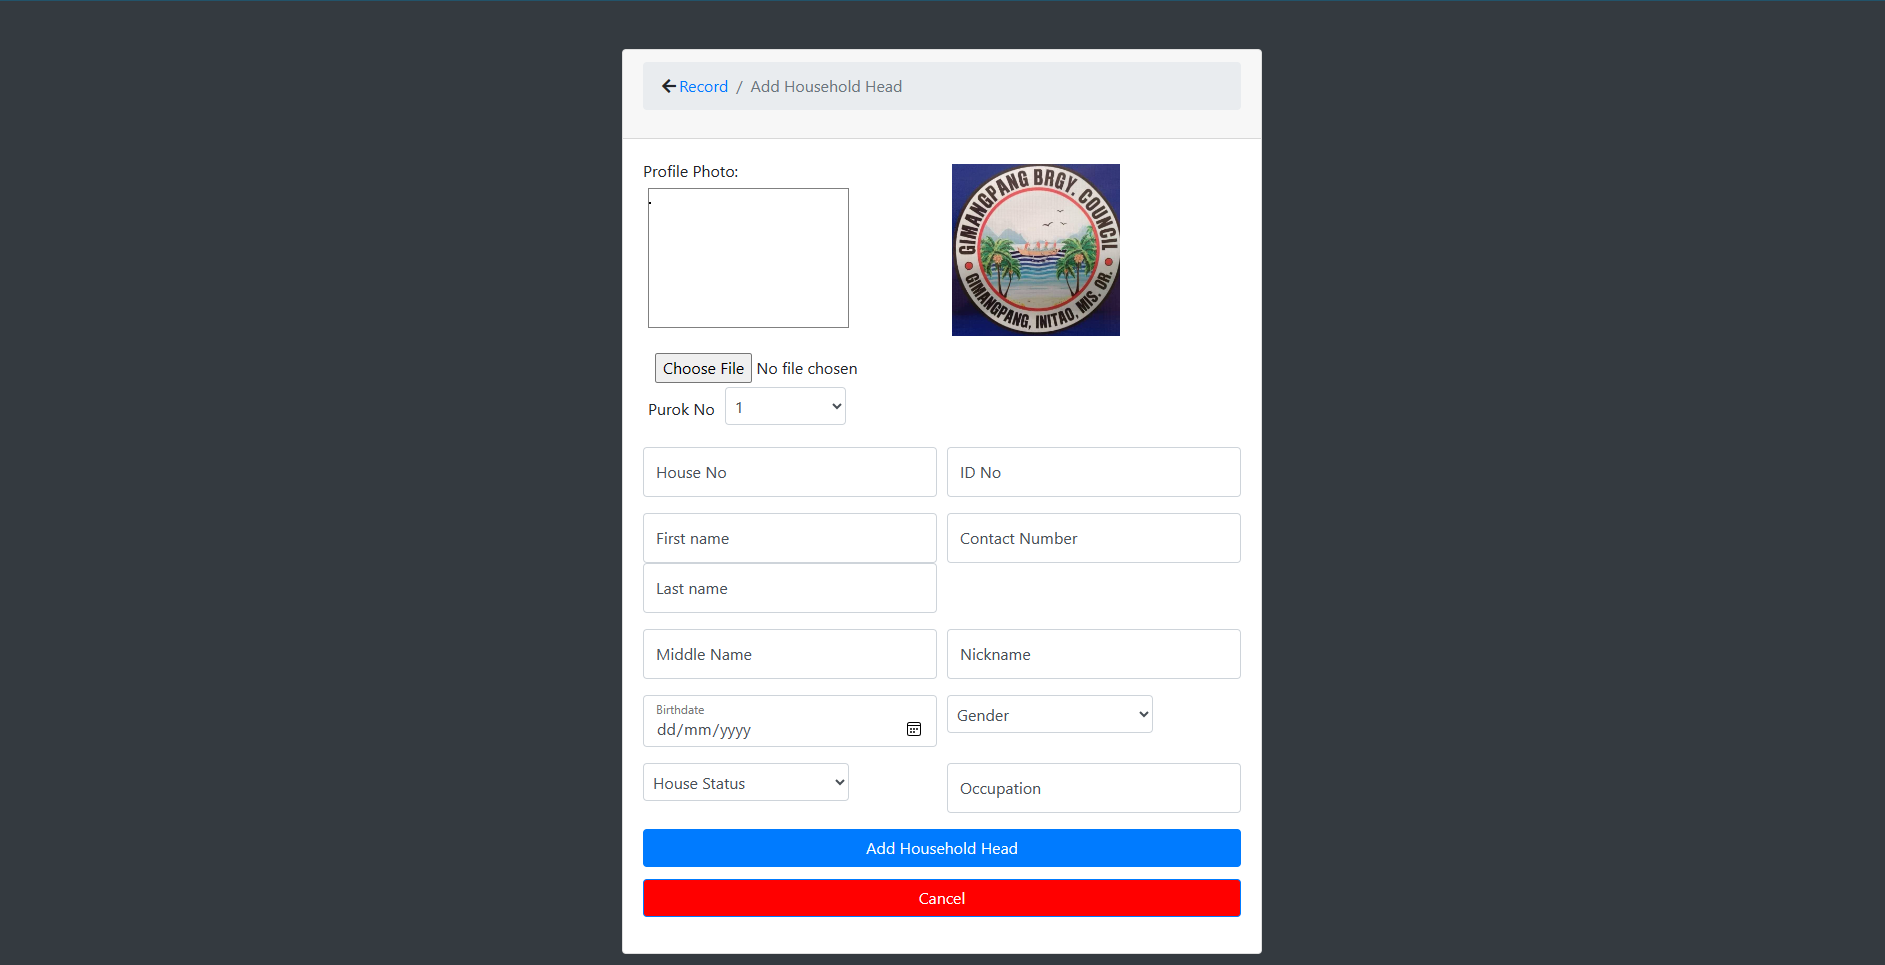 Record / Add Household Head
Profile Photo:
GIMANGPANG BRGY. COUNCIL
GIMANGPANG, INITAO, MIS. OR.
Choose File No file chosen
Purok No 1
House No
ID No
First name
Contact Number
Last name
Middle Name
Nickname
Birthdate
dd/mm/yyyy
Gender
House Status
Occupation
Add Household Head
Cancel